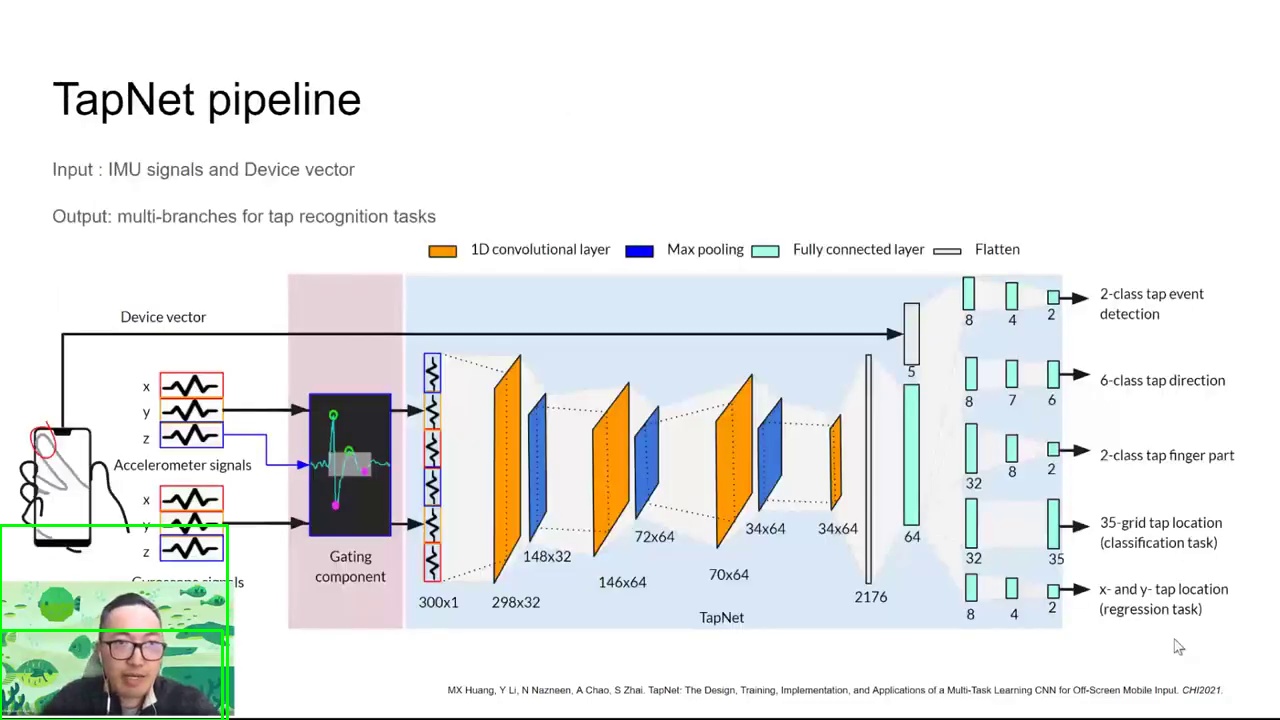 TapNet pipeline
Input : IMU signals and Device vector
Output: multi-branches for tap recognition tasks
1D convolutional layer
Max pooling
Fully connected layer
Flatten
Device vector
x
y
z
Accelerometer signals
x
y
z
Gating
component
300x1
298x32
148x32
146x64
72x64
70x64
34x64
34x64
2176
TapNet
5
64
8
4
2
2-class tap event
detection
8
7
6
6-class tap direction
32
8
2
2-class tap finger part
32
35
35-grid tap location
(classification task)
8
4
2
x- and y- tap location
(regression task)
MX Huang, Y Li, N Nazneen, A Chao, S Zhai. TapNet: The Design, Training, Implementation, and Applications of a Multi-Task Learning CNN for Off-Screen Mobile Input. CHI2021.